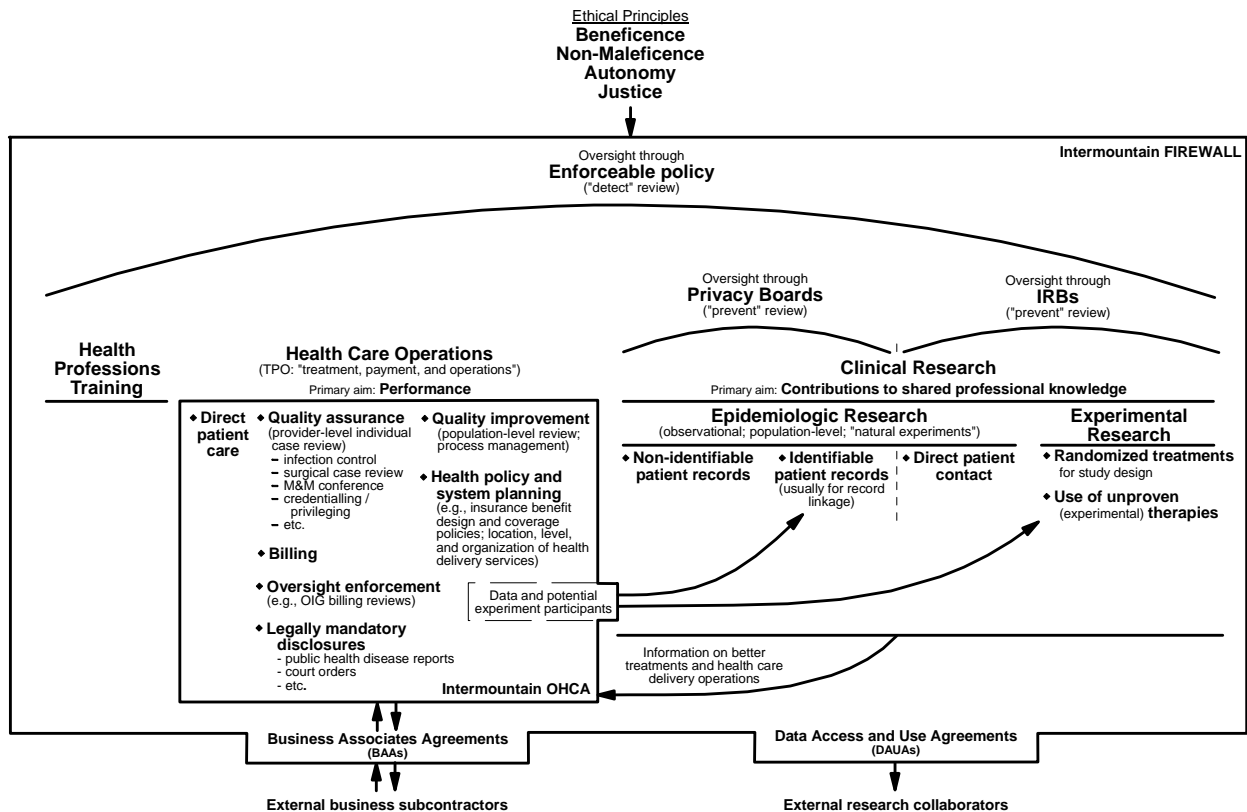 Ethical Principles
Beneficence
Non-Maleficence
Autonomy
Justice
Intermountain FIREWALL
Oversight through
Enforceable policy
("detect" review)
Oversight through
Privacy Boards
("prevent" review)
Oversight through
IRBs
("prevent" review)
Health
Professions
Training
Health Care Operations
(TPO: "treatment, payment, and operations")
Primary aim: Performance
◆ Direct
patient
care
◆ Quality assurance
(provider-level individual
case review)
– infection control
– surgical case review
– M&M conference
– credentialling /
privileging
– etc.
◆ Billing
◆ Oversight enforcement
(e.g., OIG billing reviews)
◆ Legally mandatory
disclosures
- public health disease reports
- court orders
- etc.
◆ Quality improvement
(population-level review;
process management)
◆ Health policy and
system planning
(e.g., insurance benefit
design and coverage
policies; location, level,
and organization of health
delivery services)
Data and potential
experiment participants
Intermountain OHCA
Clinical Research
Primary aim: Contributions to shared professional knowledge
Epidemiologic Research
(observational; population-level; "natural experiments")
◆ Non-identifiable
patient records
◆ Identifiable
patient records
(usually for record
linkage)
◆ Direct patient
contact
Experimental
Research
◆ Randomized treatments
for study design
◆ Use of unproven
(experimental) therapies
Information on better
treatments and health care
delivery operations
Business Associates Agreements
(BAAs)
Data Access and Use Agreements
(DAUAs)
External business subcontractors
External research collaborators